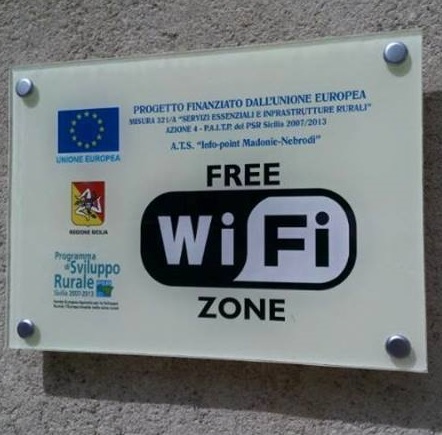 PROGETTO FINANZIATO DALL'UNIONE EUROPEA
MISURA 321/A "SERVIZI ESSENZIALI E INFRASTRUTTURE RURALI"
AZIONE 4 - P.A.I.T.P. del PSR Sicilia 2007/2013
A.T.S. "Info-point Madonie-Nebrodi"
UNIONE EUROPEA
REGIONE SICILIA
Programma
di Sviluppo
Rurale
Sicilia 2007-2013
FREE
WiFi
ZONE